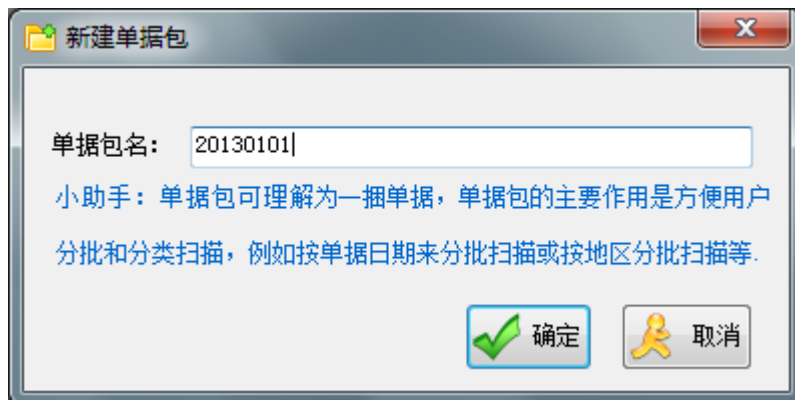 新建单据包
单据包名： 20130101
小助手：单据包可理解为一捆单据，单据包的主要作用是方便用户
分批和分类扫描，例如按单据日期来分批扫描或按地区分批扫描等.
确定 取消